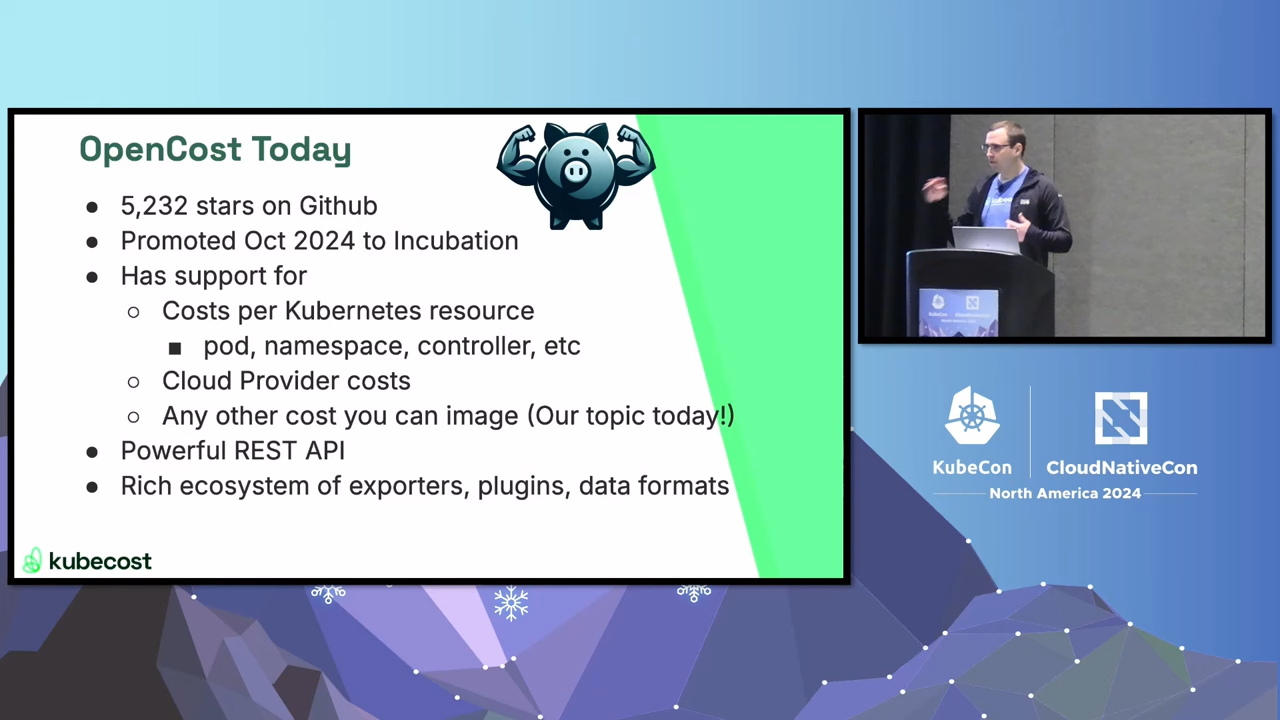 OpenCost Today
● 5,232 stars on Github
● Promoted Oct 2024 to Incubation
● Has support for
○ Costs per Kubernetes resource
■ pod, namespace, controller, etc
○ Cloud Provider costs
○ Any other cost you can image (Our topic today!)
● Powerful REST API
● Rich ecosystem of exporters, plugins, data formats
kubecost
KubeCon
CloudNativeCon
North America 2024